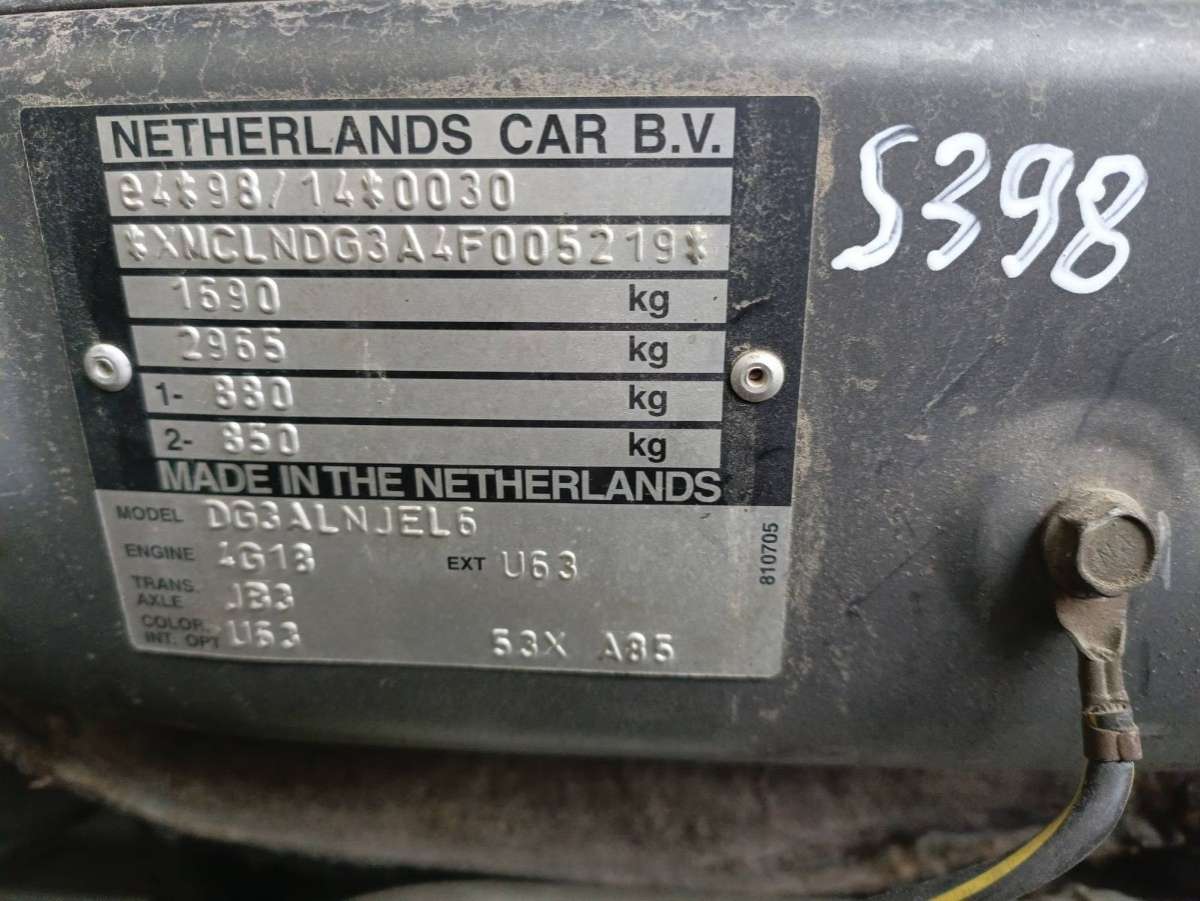 NETHERLANDS CAR B.V.
e4*98/14*0030
*XMCLNDG3A4F005219*
1690 kg
2965 kg
1- 880 kg
2- 850 kg
MADE IN THE NETHERLANDS
MODEL DG3ALNJEL6
ENGINE 4G18 EXT U63
TRANS. AXLE JB3
COLOR. INT. OPT U63 53X A85
810705
5398